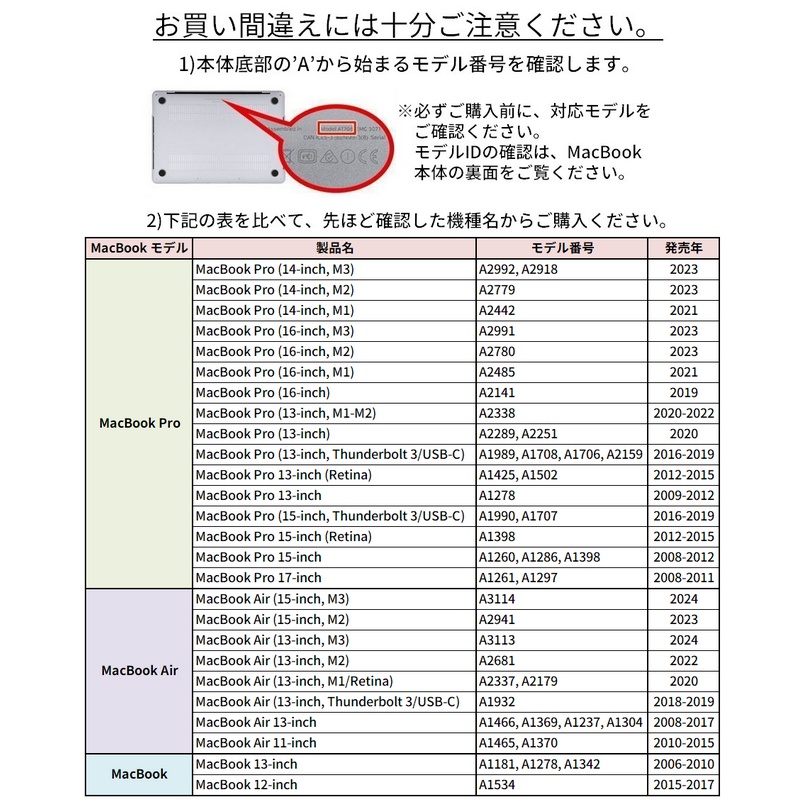 お買い間違えには十分ご注意ください。
1)本体底部の’A’から始まるモデル番号を確認します。
Model A1708
※必ずご購入前に、対応モデルを
ご確認ください。
モデルIDの確認は、MacBook
本体の裏面をご覧ください。
2)下記の表を比べて、先ほど確認した機種名からご購入ください。
MacBook モデル 製品名 モデル番号 発売年
MacBook Pro
MacBook Pro (14-inch, M3) A2992, A2918 2023
MacBook Pro (14-inch, M2) A2779 2023
MacBook Pro (14-inch, M1) A2442 2021
MacBook Pro (16-inch, M3) A2991 2023
MacBook Pro (16-inch, M2) A2780 2023
MacBook Pro (16-inch, M1) A2485 2021
MacBook Pro (16-inch) A2141 2019
MacBook Pro (13-inch, M1-M2) A2338 2020-2022
MacBook Pro (13-inch) A2289, A2251 2020
MacBook Pro (13-inch, Thunderbolt 3/USB-C) A1989, A1708, A1706, A2159 2016-2019
MacBook Pro 13-inch (Retina) A1425, A1502 2012-2015
MacBook Pro 13-inch A1278 2009-2012
MacBook Pro (15-inch, Thunderbolt 3/USB-C) A1990, A1707 2016-2019
MacBook Pro 15-inch (Retina) A1398 2012-2015
MacBook Pro 15-inch A1260, A1286, A1398 2008-2012
MacBook Pro 17-inch A1261, A1297 2008-2011
MacBook Air
MacBook Air (15-inch, M3) A3114 2024
MacBook Air (15-inch, M2) A2941 2023
MacBook Air (13-inch, M3) A3113 2024
MacBook Air (13-inch, M2) A2681 2022
MacBook Air (13-inch, M1/Retina) A2337, A2179 2020
MacBook Air (13-inch, Thunderbolt 3/USB-C) A1932 2018-2019
MacBook Air 13-inch A1466, A1369, A1237, A1304 2008-2017
MacBook Air 11-inch A1465, A1370 2010-2015
MacBook
MacBook 13-inch A1181, A1278, A1342 2006-2010
MacBook 12-inch A1534 2015-2017